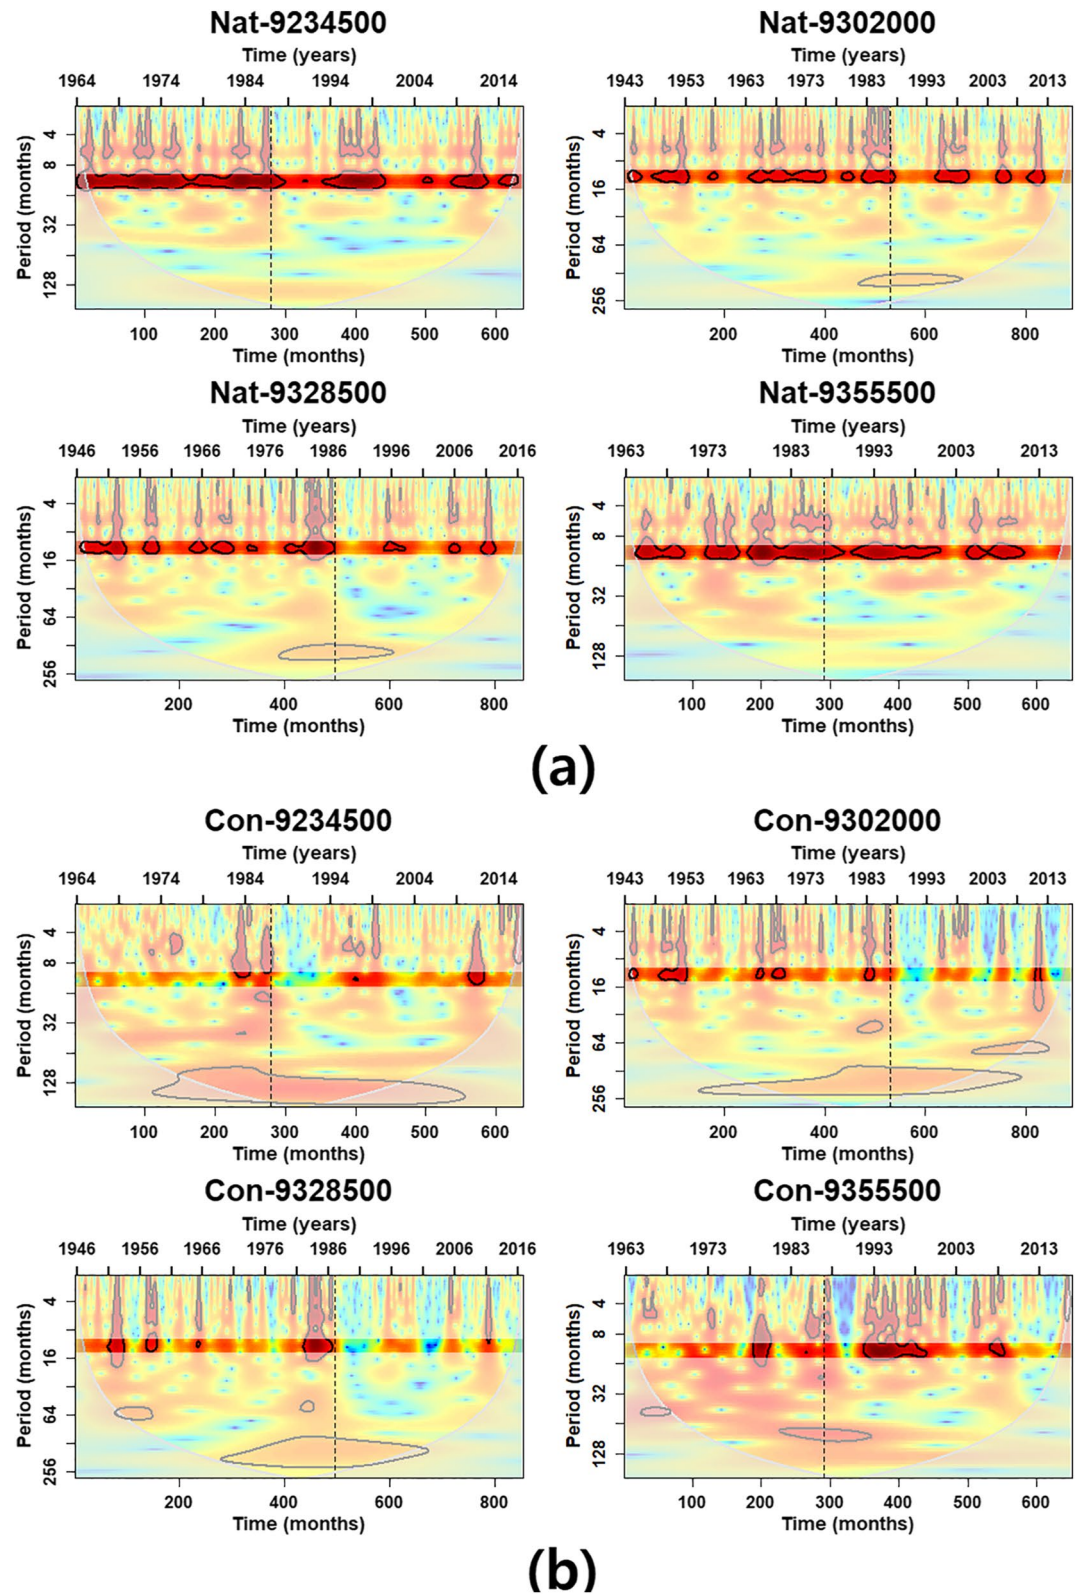 Nat-9234500
Time (years)
1964 1974 1984 1994 2004 2014
Period (months)
4
8
32
128
100 200 300 400 500 600
Time (months)
Nat-9302000
Time (years)
1943 1953 1963 1973 1983 1993 2003 2013
Period (months)
4
16
64
256
200 400 600 800
Time (months)
Nat-9328500
Time (years)
1946 1956 1966 1976 1986 1996 2006 2016
Period (months)
4
16
64
256
200 400 600 800
Time (months)
Nat-9355500
Time (years)
1963 1973 1983 1993 2003 2013
Period (months)
4
8
32
128
100 200 300 400 500 600
Time (months)
(a)
Con-9234500
Time (years)
1964 1974 1984 1994 2004 2014
Period (months)
4
8
32
128
100 200 300 400 500 600
Time (months)
Con-9302000
Time (years)
1943 1953 1963 1973 1983 1993 2003 2013
Period (months)
4
16
64
256
200 400 600 800
Time (months)
Con-9328500
Time (years)
1946 1956 1966 1976 1986 1996 2006 2016
Period (months)
4
16
64
256
200 400 600 800
Time (months)
Con-9355500
Time (years)
1963 1973 1983 1993 2003 2013
Period (months)
4
8
32
128
100 200 300 400 500 600
Time (months)
(b)